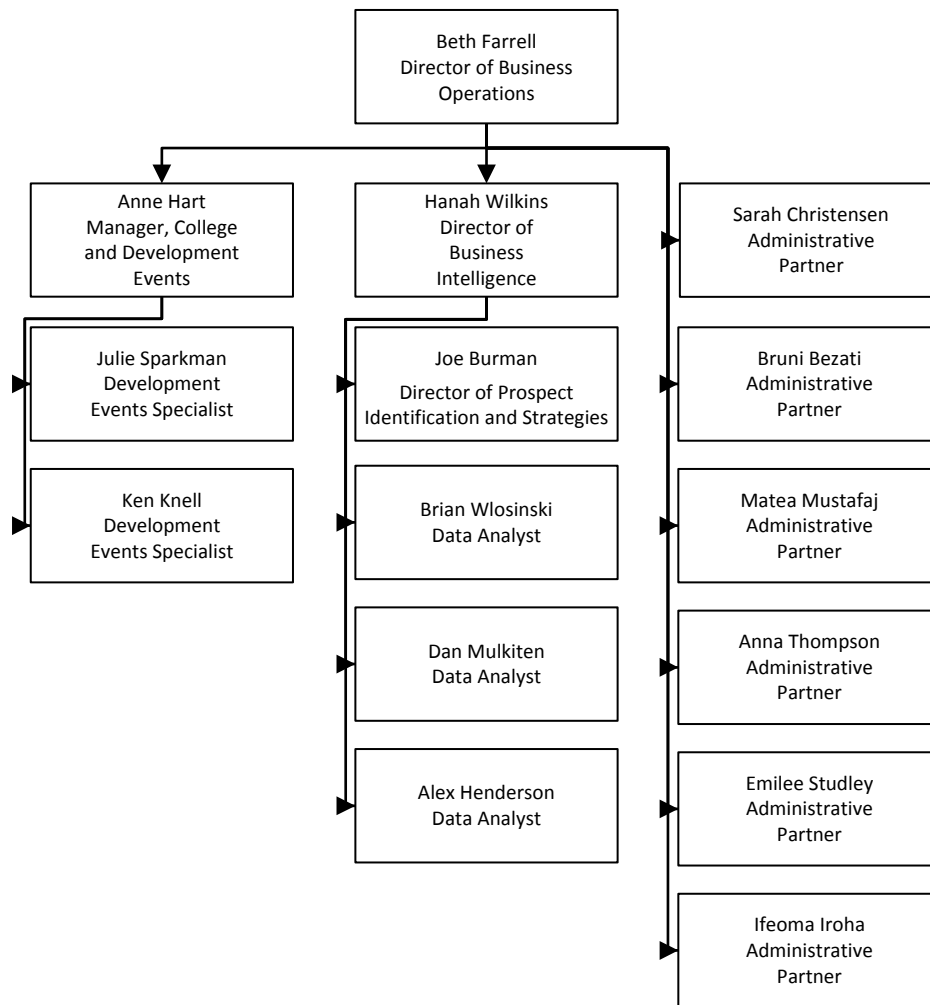 Beth Farrell
Director of Business
Operations
Anne Hart
Manager, College
and Development
Events
Hanah Wilkins
Director of
Business
Intelligence
Sarah Christensen
Administrative
Partner
Julie Sparkman
Development
Events Specialist
Joe Burman
Director of Prospect
Identification and Strategies
Bruni Bezati
Administrative
Partner
Ken Knell
Development
Events Specialist
Brian Wlosinski
Data Analyst
Matea Mustafaj
Administrative
Partner
Dan Mulkiten
Data Analyst
Anna Thompson
Administrative
Partner
Alex Henderson
Data Analyst
Emilee Studley
Administrative
Partner
Ifeoma Iroha
Administrative
Partner